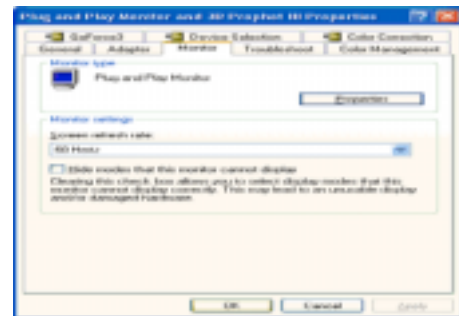 Plug and Play Monitor and 3D Prophet III Properties
GeForce3 Device Selection Color Correction
General Adapter Monitor Troubleshoot Color Management
Monitor type
Plug and Play Monitor
Properties
Monitor settings
Screen refresh rate:
60 Hertz
Hide modes that this monitor cannot display
Clearing this check box allows you to select display modes that this
monitor cannot display correctly. This may lead to an unusable display
and/or damaged hardware.
OK Cancel Apply